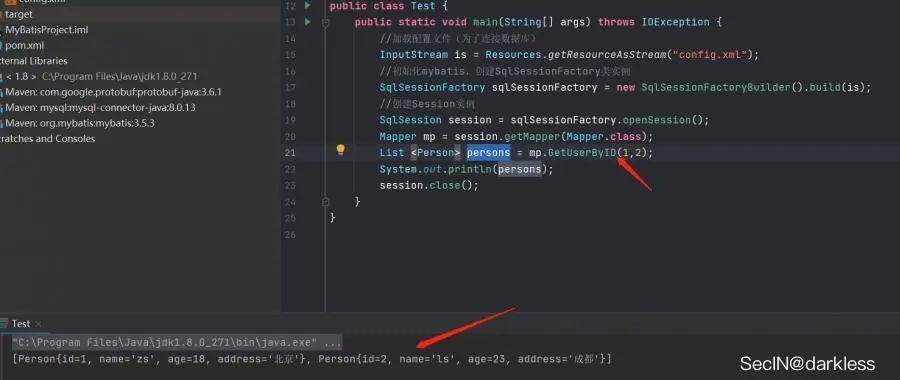 config.xml
target
MyBatisProject.iml
pom.xml
xternal Libraries
< 1.8 > C:\Program Files\Java\jdk1.8.0_271
Maven: com.google.protobuf:protobuf-java:3.6.1
Maven: mysql:mysql-connector-java:8.0.13
Maven: org.mybatis:mybatis:3.5.3
cratches and Consoles
12 public class Test {
13 public static void main(String[] args) throws IOException {
14 //加载配置文件（为了连接数据库）
15 InputStream is = Resources.getResourceAsStream("config.xml");
16 //初始化mybatis，创建SqlSessionFactory类实例
17 SqlSessionFactory sqlSessionFactory = new SqlSessionFactoryBuilder().build(is);
18 //创建Session实例
19 SqlSession session = sqlSessionFactory.openSession();
20 Mapper mp = session.getMapper(Mapper.class);
21 List <Person> persons = mp.GetUserByID(1,2);
22 System.out.println(persons);
23 session.close();
24 }
25 }
26
Test ×
"C:\Program Files\Java\jdk1.8.0_271\bin\java.exe" ...
[Person{id=1, name='zs', age=18, address='北京'}, Person{id=2, name='ls', age=23, address='成都'}]
SecIN@darkless